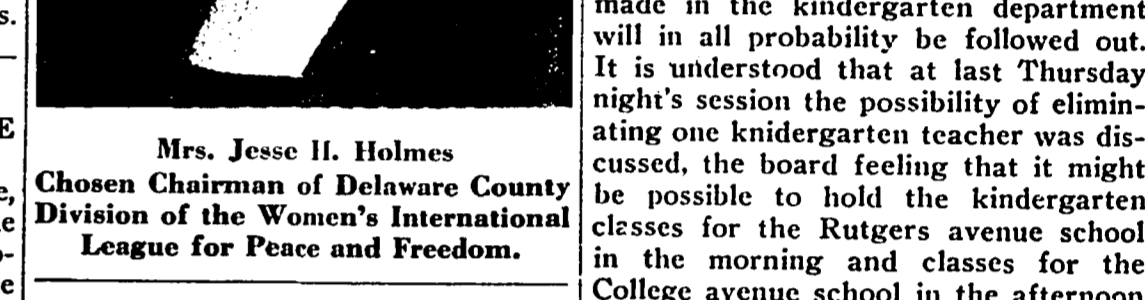 s.
E
e,
e
o-
e
Mrs. Jesse H. Holmes
Chosen Chairman of Delaware County
Division of the Women's International
League for Peace and Freedom.
made in the kindergarten department
will in all probability be followed out.
It is understood that at last Thursday
night's session the possibility of elimin-
ating one knidergarten teacher was dis-
cussed, the board feeling that it might
be possible to hold the kindergarten
classes for the Rutgers avenue school
in the morning and classes for the
College avenue school in the afternoon